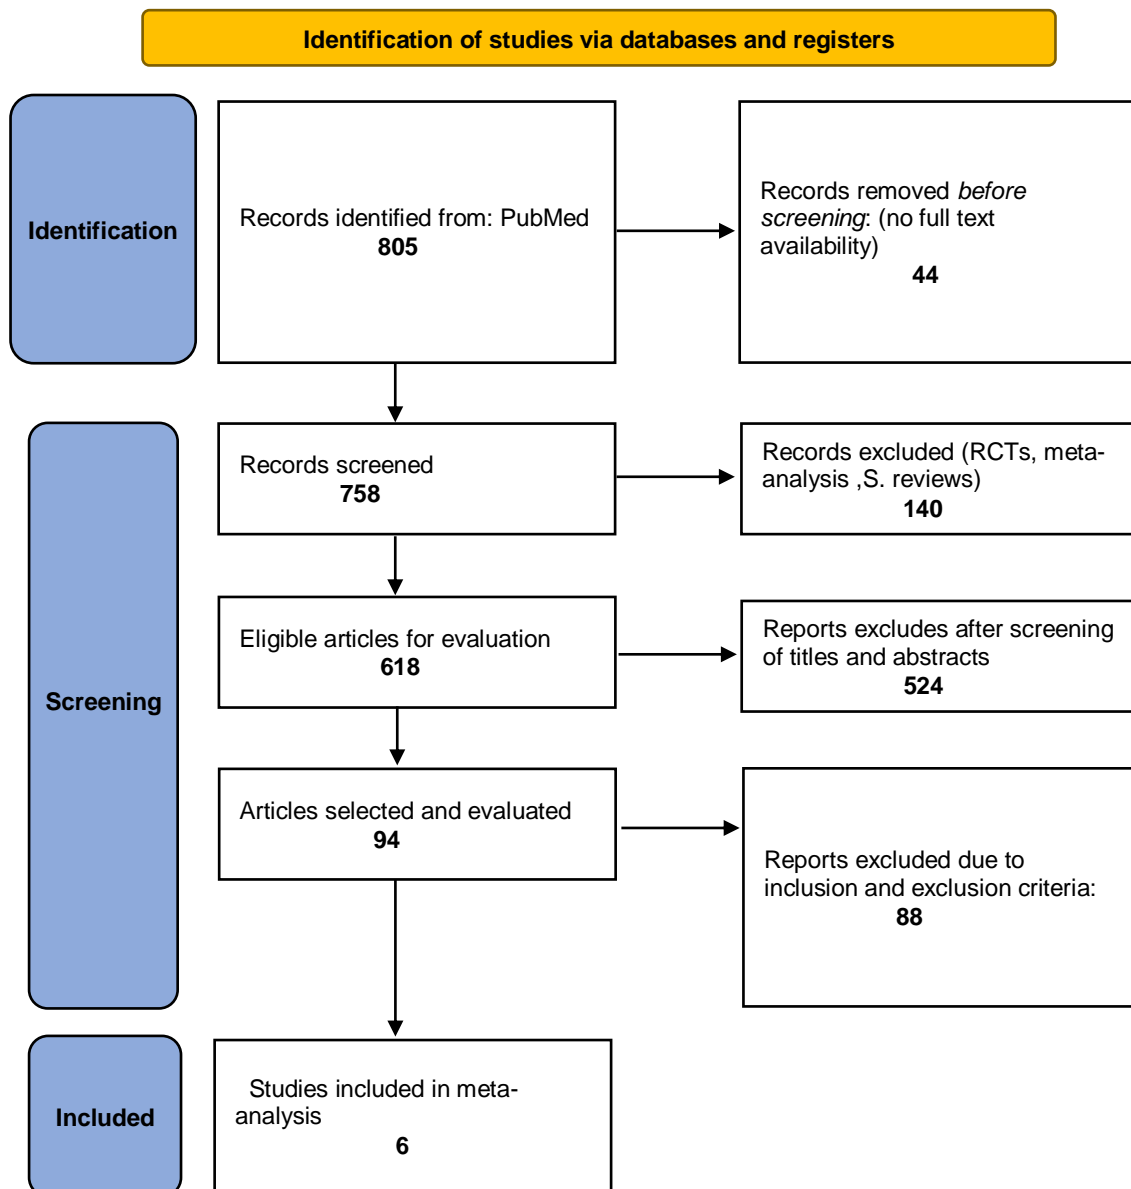 Identification of studies via databases and registers
Identification
Records identified from: PubMed
805
Records removed before
screening: (no full text
availability)
44
Screening
Records screened
758
Records excluded (RCTs, meta-
analysis ,S. reviews)
140
Eligible articles for evaluation
618
Reports excludes after screening
of titles and abstracts
524
Articles selected and evaluated
94
Reports excluded due to
inclusion and exclusion criteria:
88
Included
Studies included in meta-
analysis
6